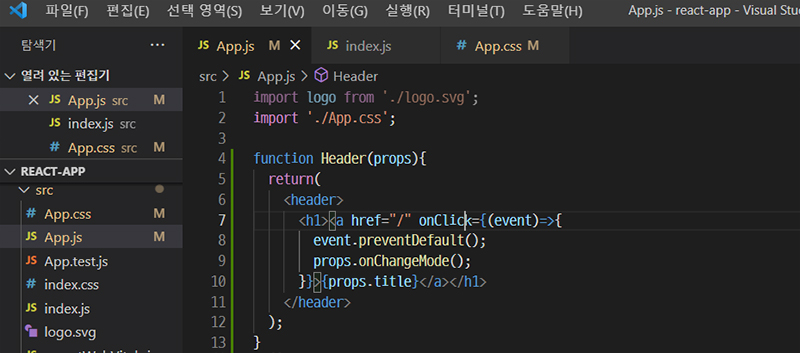 파일(F) 편집(E) 선택 영역(S) 보기(V) 이동(G) 실행(R) 터미널(T) 도움말(H) App.js - react-app - Visual Stu
탐색기 ···
열려 있는 편집기
× JS App.js src M
JS index.js src
# App.css src M
REACT-APP
src
# App.css M
JS App.js M
JS App.test.js
# index.css
JS index.js
logo.svg
JS App.js M ×
JS index.js
# App.css M
src > JS App.js > Header
1 import logo from './logo.svg';
2 import './App.css';
3
4 function Header(props){
5 return(
6 <header>
7 <h1><a href="/" onClick={(event)=>{
8 event.preventDefault();
9 props.onChangeMode();
10 }}>{props.title}</a></h1>
11 </header>
12 );
13 }